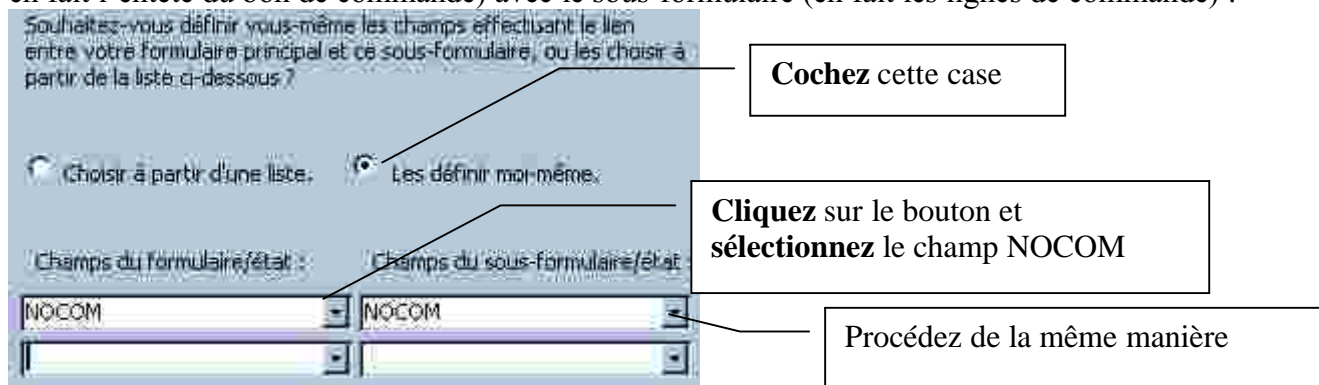 en fait l'entête du bon de commande) avec le sous-formulaire (en fait les lignes de commande) :
Souhaitez-vous définir vous-même les champs effectuant le lien
entre votre formulaire principal et ce sous-formulaire, ou les choisir à
partir de la liste ci-dessous ?
Cochez cette case
Choisir à partir d'une liste.
Les définir moi-même.
Cliquez sur le bouton et
sélectionnez le champ NOCOM
Champs du formulaire/état :
Champs du sous-formulaire/état :
NOCOM
NOCOM
Procédez de la même manière